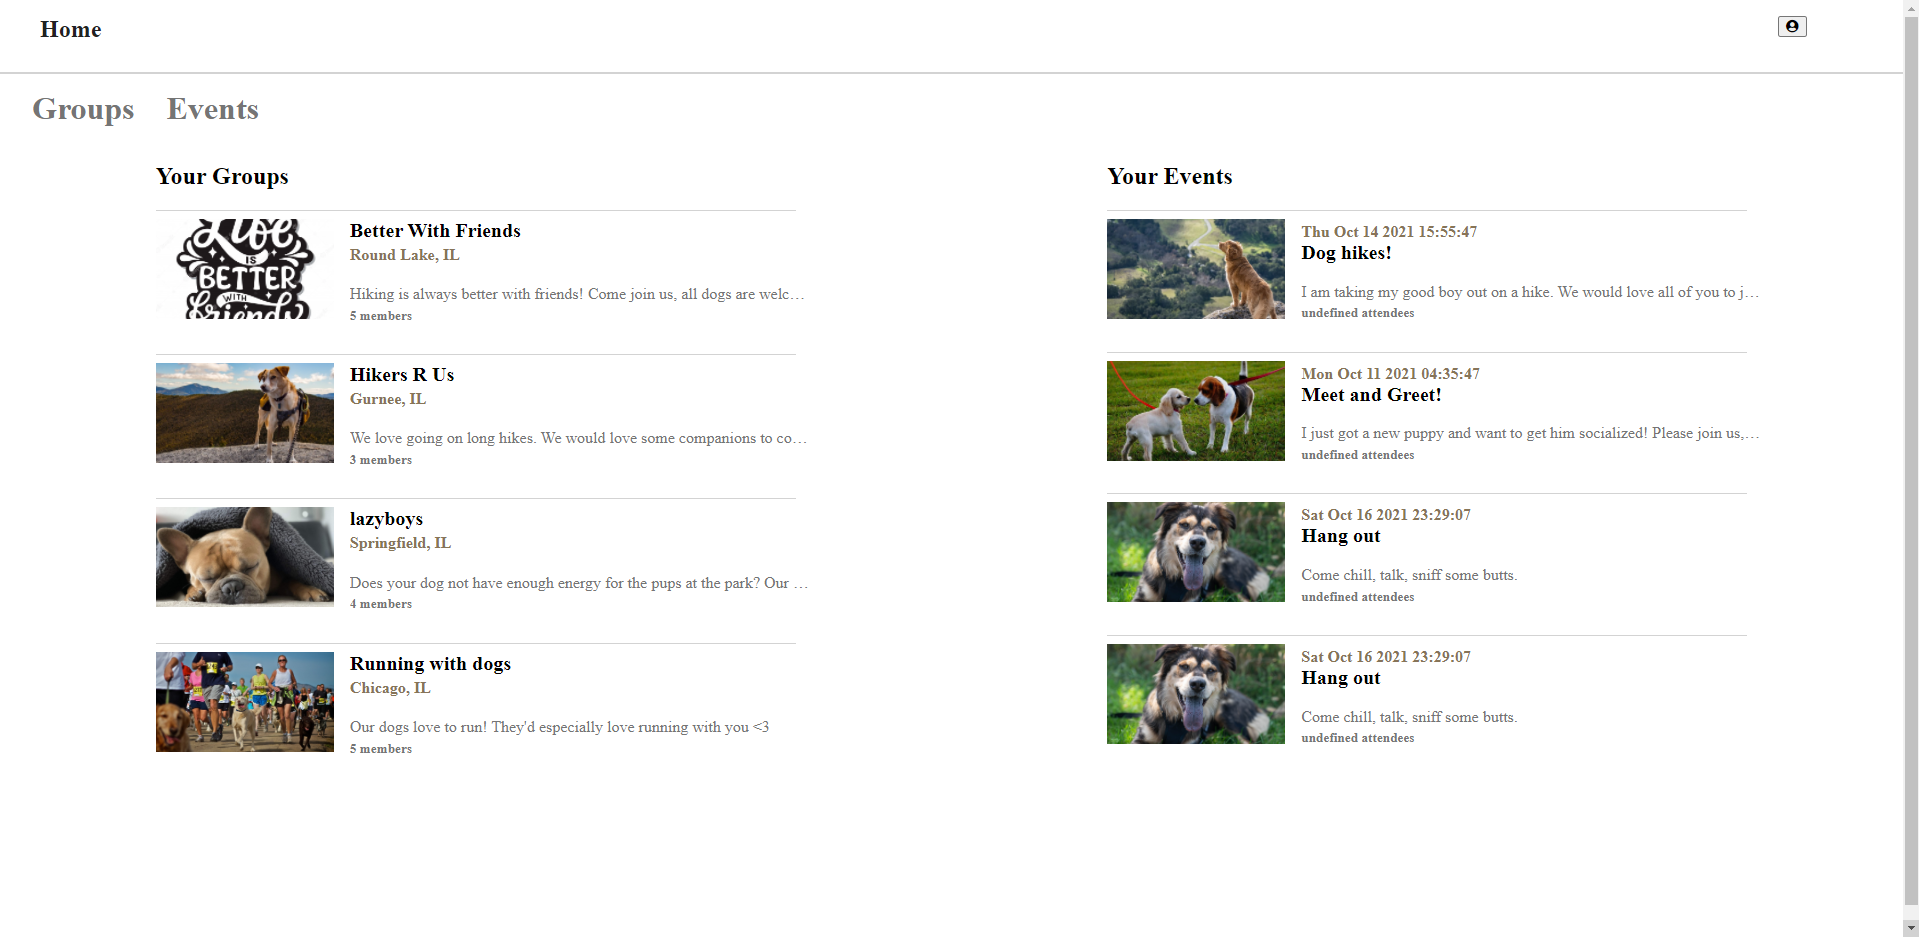 Home
Groups Events
Your Groups
Life
IS
BETTER
WITH
friends
Better With Friends
Round Lake, IL
Hiking is always better with friends! Come join us, all dogs are welc…
5 members
Hikers R Us
Gurnee, IL
We love going on long hikes. We would love some companions to co…
3 members
lazyboys
Springfield, IL
Does your dog not have enough energy for the pups at the park? Our …
4 members
Running with dogs
Chicago, IL
Our dogs love to run! They'd especially love running with you <3
5 members
Your Events
Thu Oct 14 2021 15:55:47
Dog hikes!
I am taking my good boy out on a hike. We would love all of you to j…
undefined attendees
Mon Oct 11 2021 04:35:47
Meet and Greet!
I just got a new puppy and want to get him socialized! Please join us,…
undefined attendees
Sat Oct 16 2021 23:29:07
Hang out
Come chill, talk, sniff some butts.
undefined attendees
Sat Oct 16 2021 23:29:07
Hang out
Come chill, talk, sniff some butts.
undefined attendees